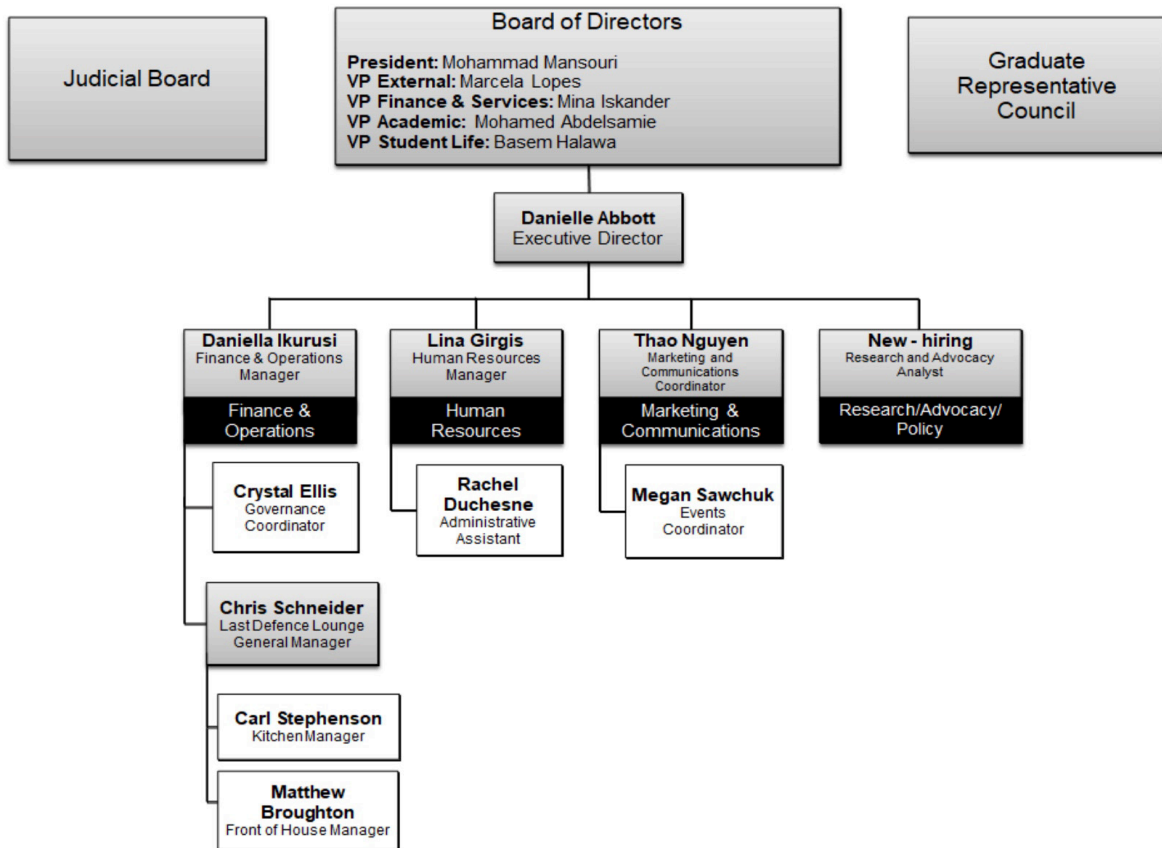 Judicial Board
Board of Directors
President: Mohammad Mansouri
VP External: Marcela Lopes
VP Finance & Services: Mina Iskander
VP Academic: Mohamed Abdelsamie
VP Student Life: Basem Halawa
Graduate
Representative
Council
Danielle Abbott
Executive Director
Daniella Ikurusi
Finance & Operations
Manager
Finance &
Operations
Lina Girgis
Human Resources
Manager
Human
Resources
Thao Nguyen
Marketing and
Communications
Coordinator
Marketing &
Communications
New - hiring
Research and Advocacy
Analyst
Research/Advocacy/
Policy
Crystal Ellis
Governance
Coordinator
Rachel
Duchesne
Administrative
Assistant
Megan Sawchuk
Events
Coordinator
Chris Schneider
Last Defence Lounge
General Manager
Carl Stephenson
Kitchen Manager
Matthew
Broughton
Front of House Manager